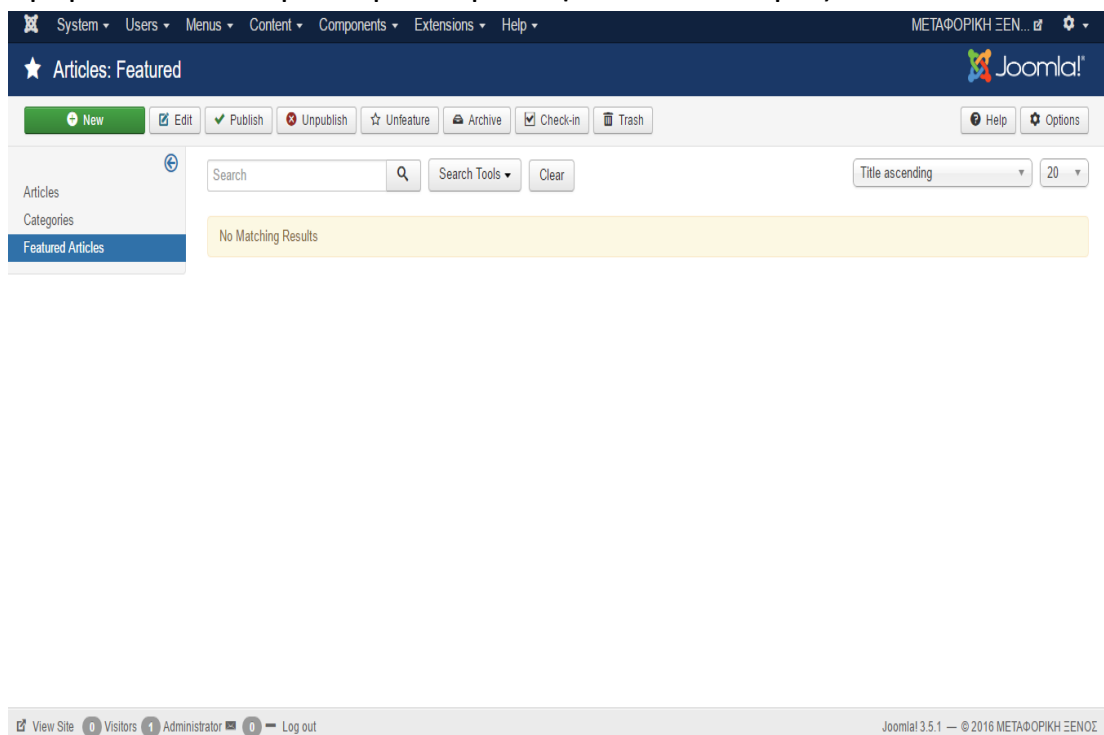 System Users Menus Content Components Extensions Help ΜΕΤΑΦΟΡΙΚΗ ΞΕΝ...
Articles: Featured Joomla!
New Edit Publish Unpublish Unfeature Archive Check-in Trash Help Options
Search Search Tools Clear Title ascending 20
Articles
Categories
Featured Articles
No Matching Results
View Site 0 Visitors 1 Administrator 0 Log out Joomla! 3.5.1 — © 2016 ΜΕΤΑΦΟΡΙΚΗ ΞΕΝΟΣ